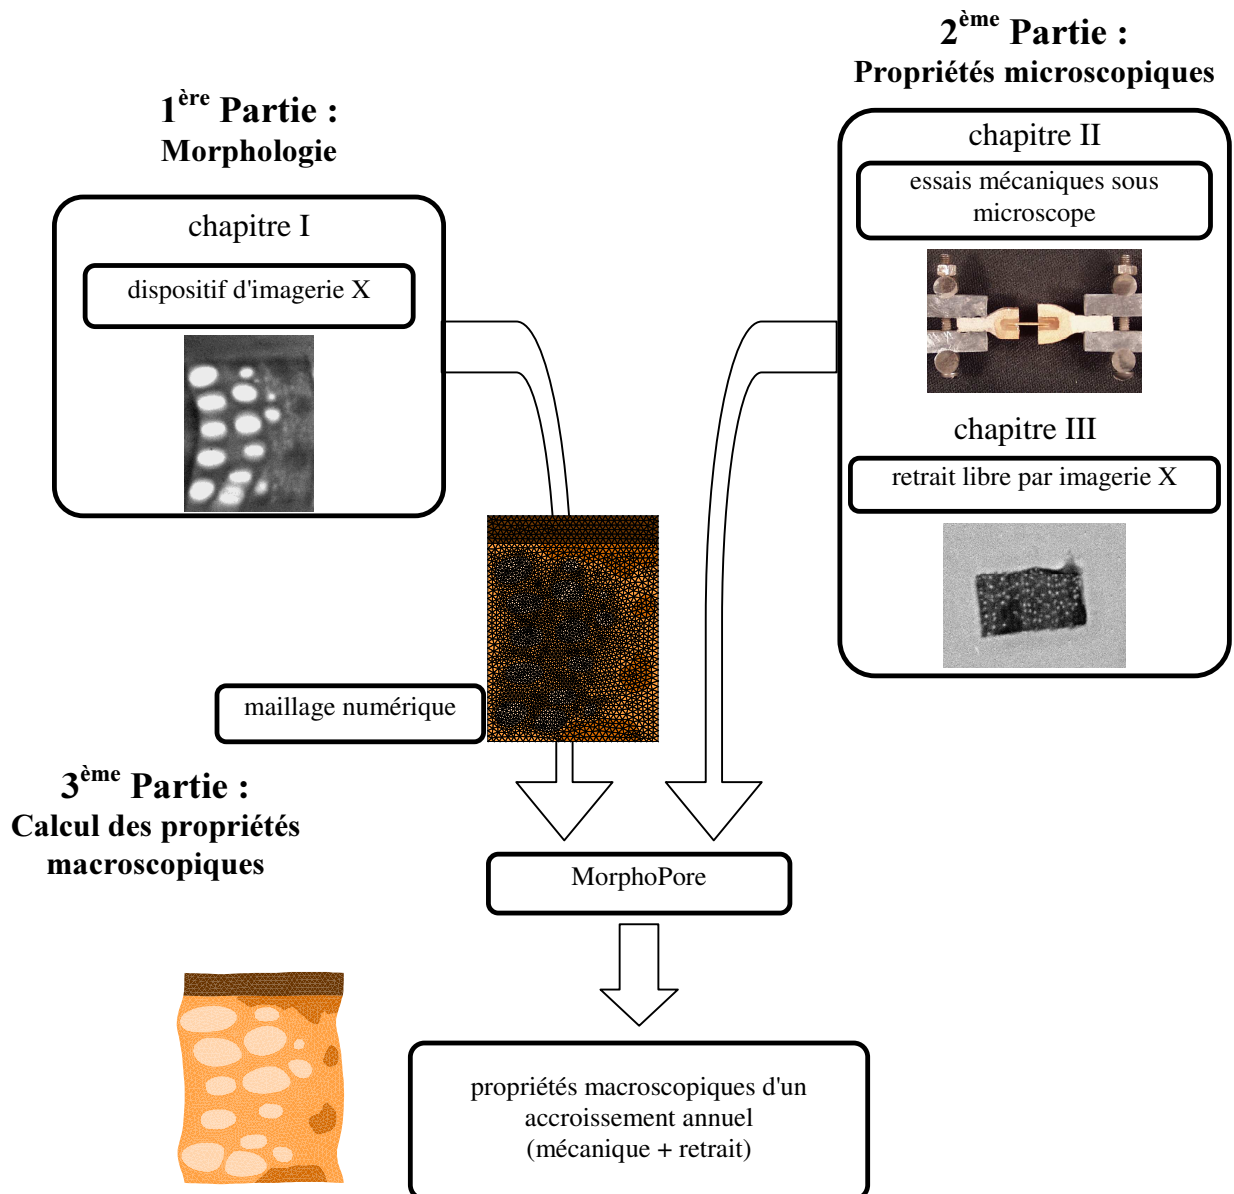 1ère Partie :
Morphologie
chapitre I
dispositif d'imagerie X
2ème Partie :
Propriétés microscopiques
chapitre II
essais mécaniques sous
microscope
chapitre III
retrait libre par imagerie X
maillage numérique
3ème Partie :
Calcul des propriétés
macroscopiques
MorphoPore
propriétés macroscopiques d'un
accroissement annuel
(mécanique + retrait)